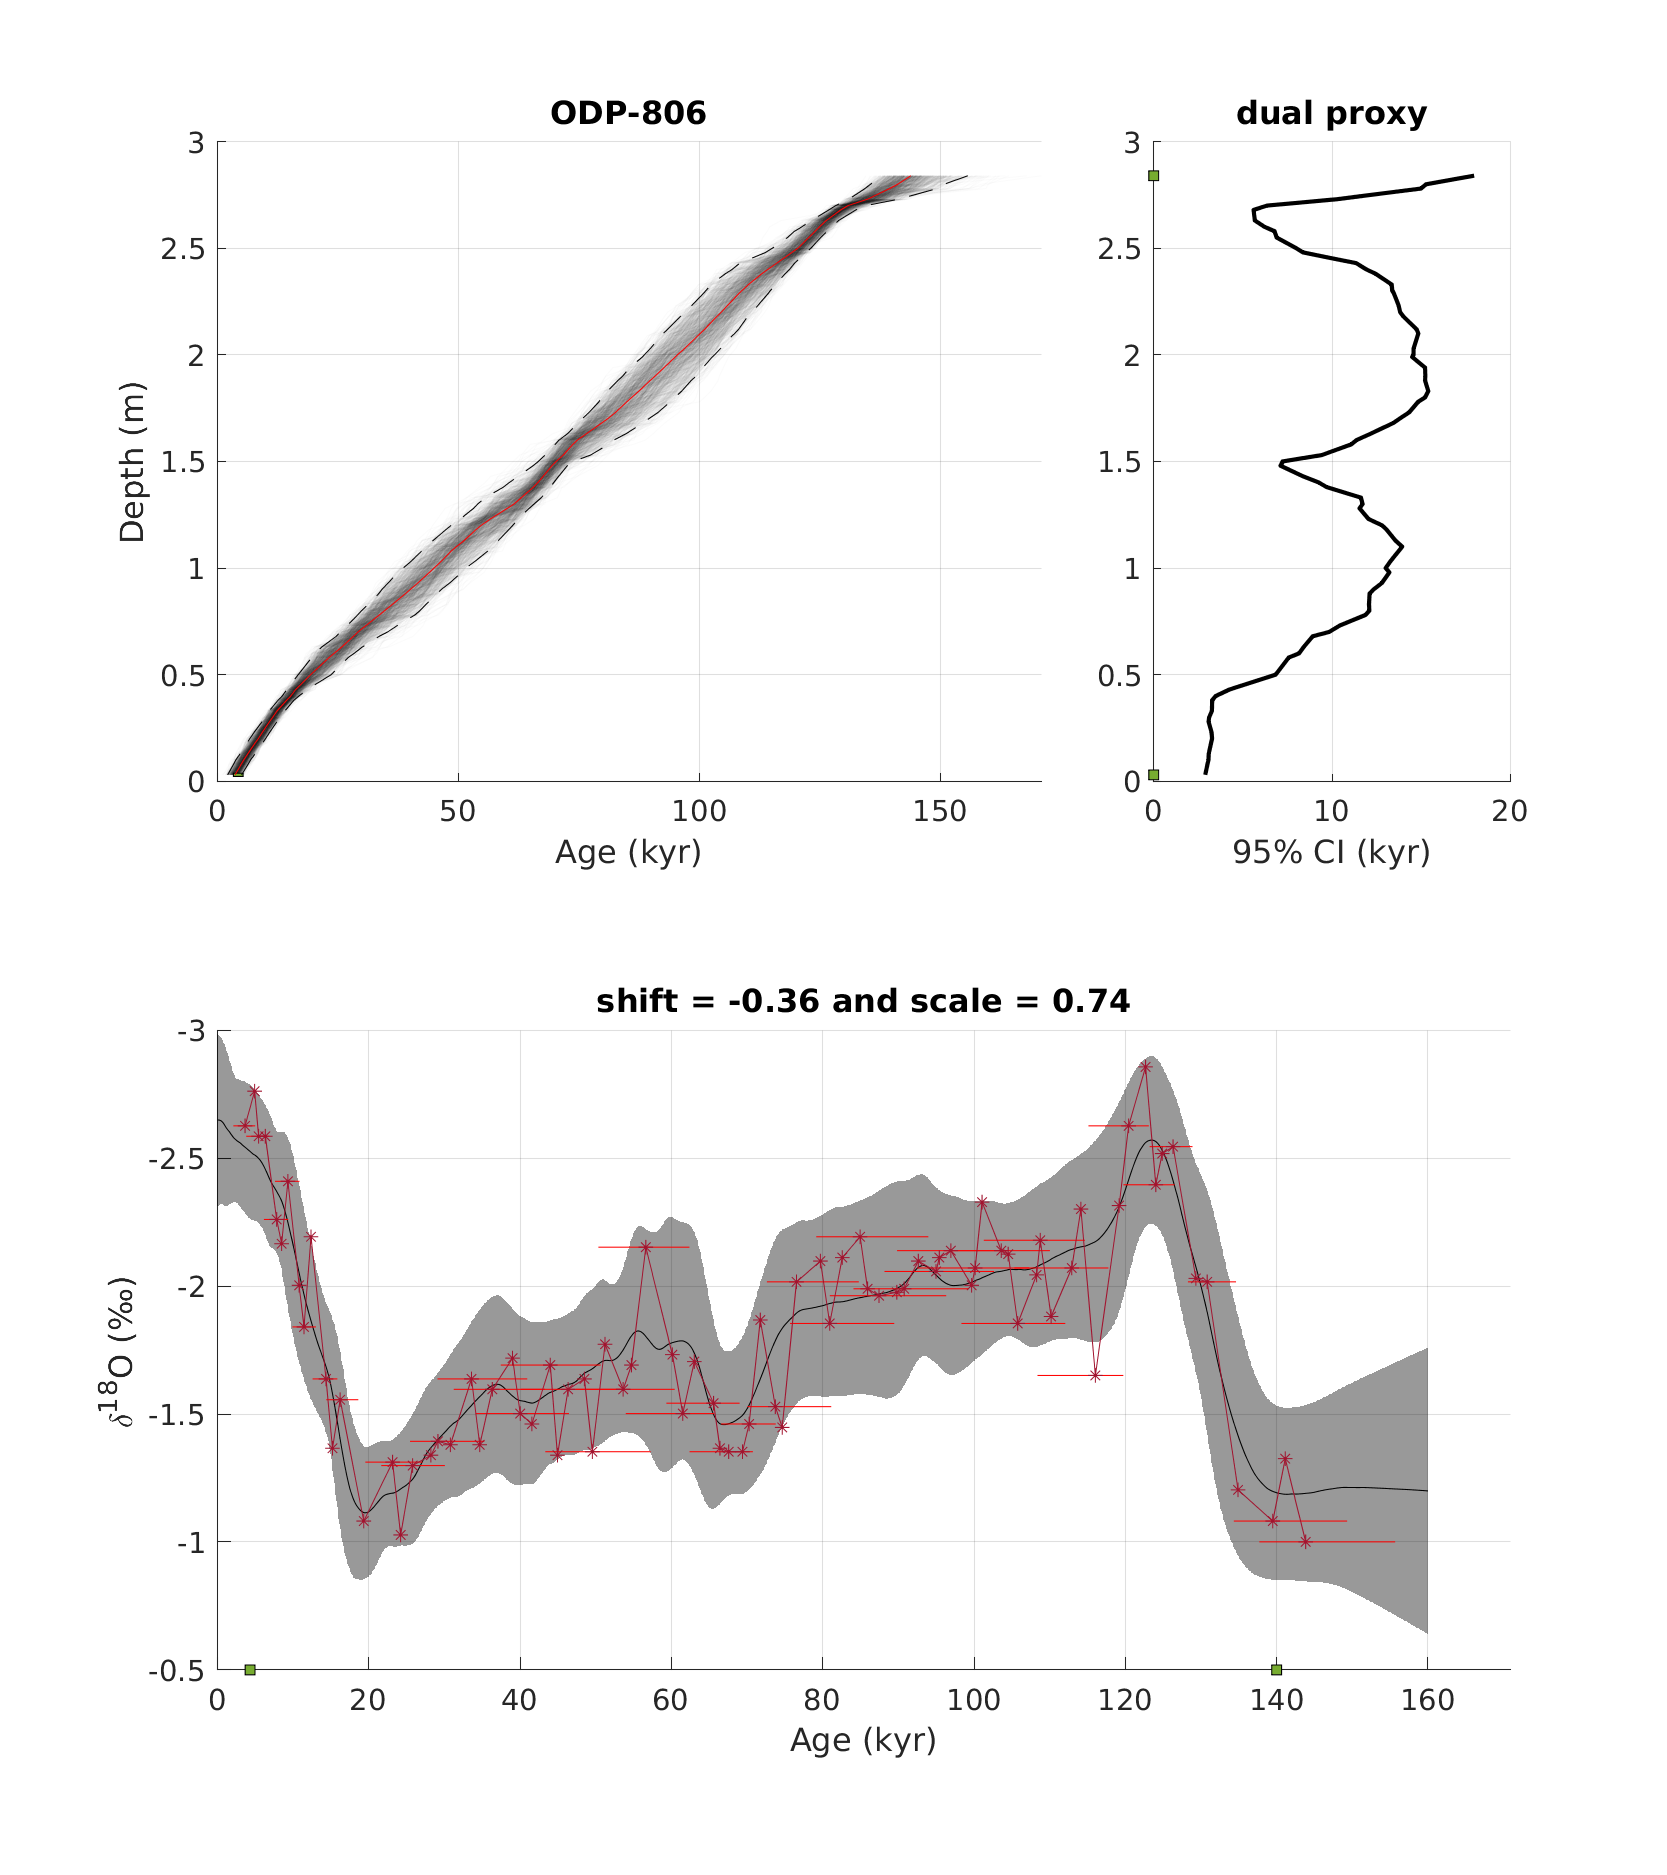 ODP-806
dual proxy
3
2.5
2
1.5
1
0.5
0
Depth (m)
0 50 100 150
Age (kyr)
3
2.5
2
1.5
1
0.5
0
0 10 20
95% CI (kyr)
shift = -0.36 and scale = 0.74
-3
-2.5
-2
-1.5
-1
-0.5
δ18O (‰)
0 20 40 60 80 100 120 140 160
Age (kyr)